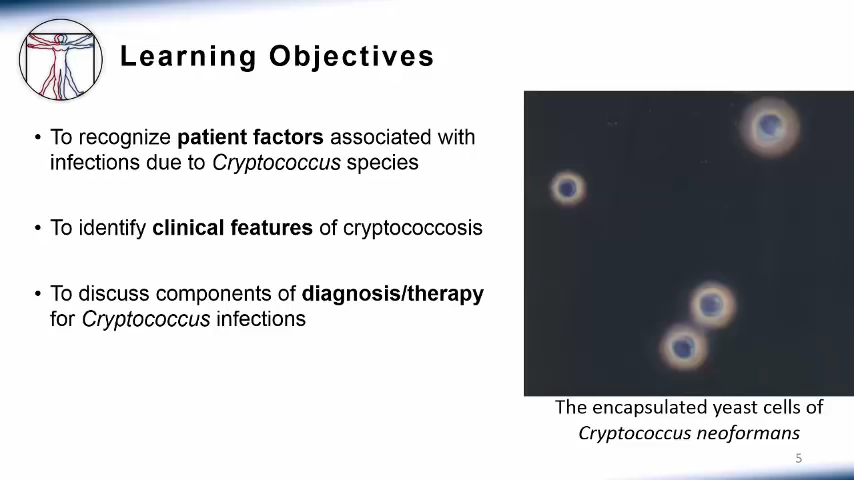 Learning Objectives
• To recognize patient factors associated with
infections due to Cryptococcus species
• To identify clinical features of cryptococcosis
• To discuss components of diagnosis/therapy
for Cryptococcus infections
The encapsulated yeast cells of
Cryptococcus neoformans
5